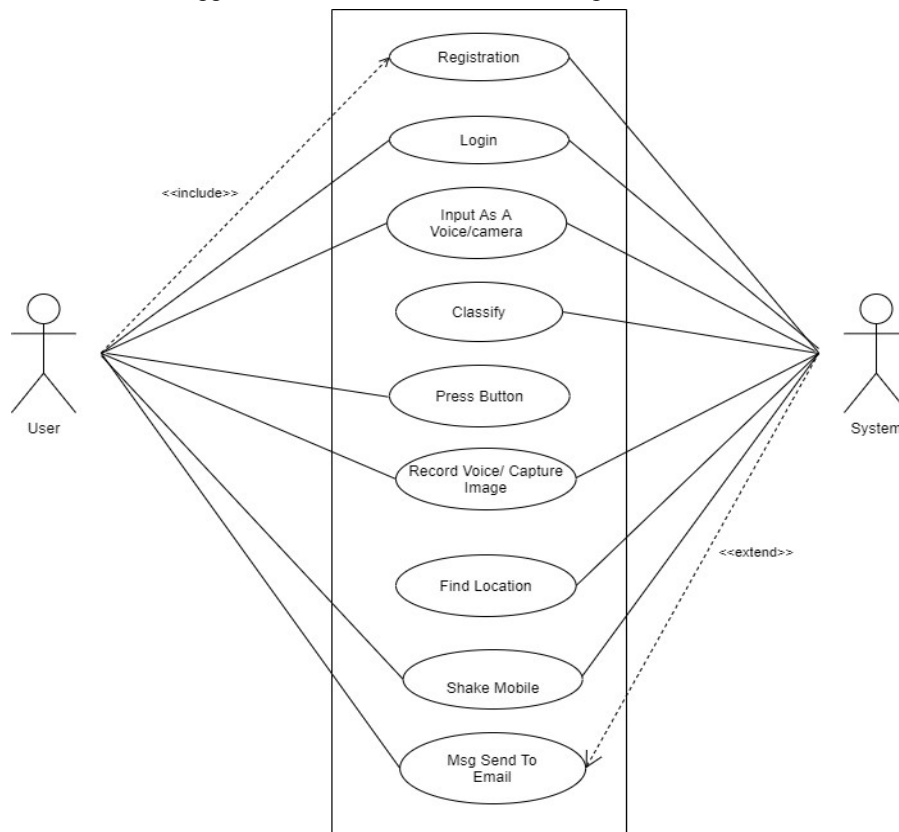 Registration
Login
<<include>>
Input As A
Voice/camera
Classify
Press Button
User
System
Record Voice/ Capture
Image
<<extend>>
Find Location
Shake Mobile
Msg Send To
Email